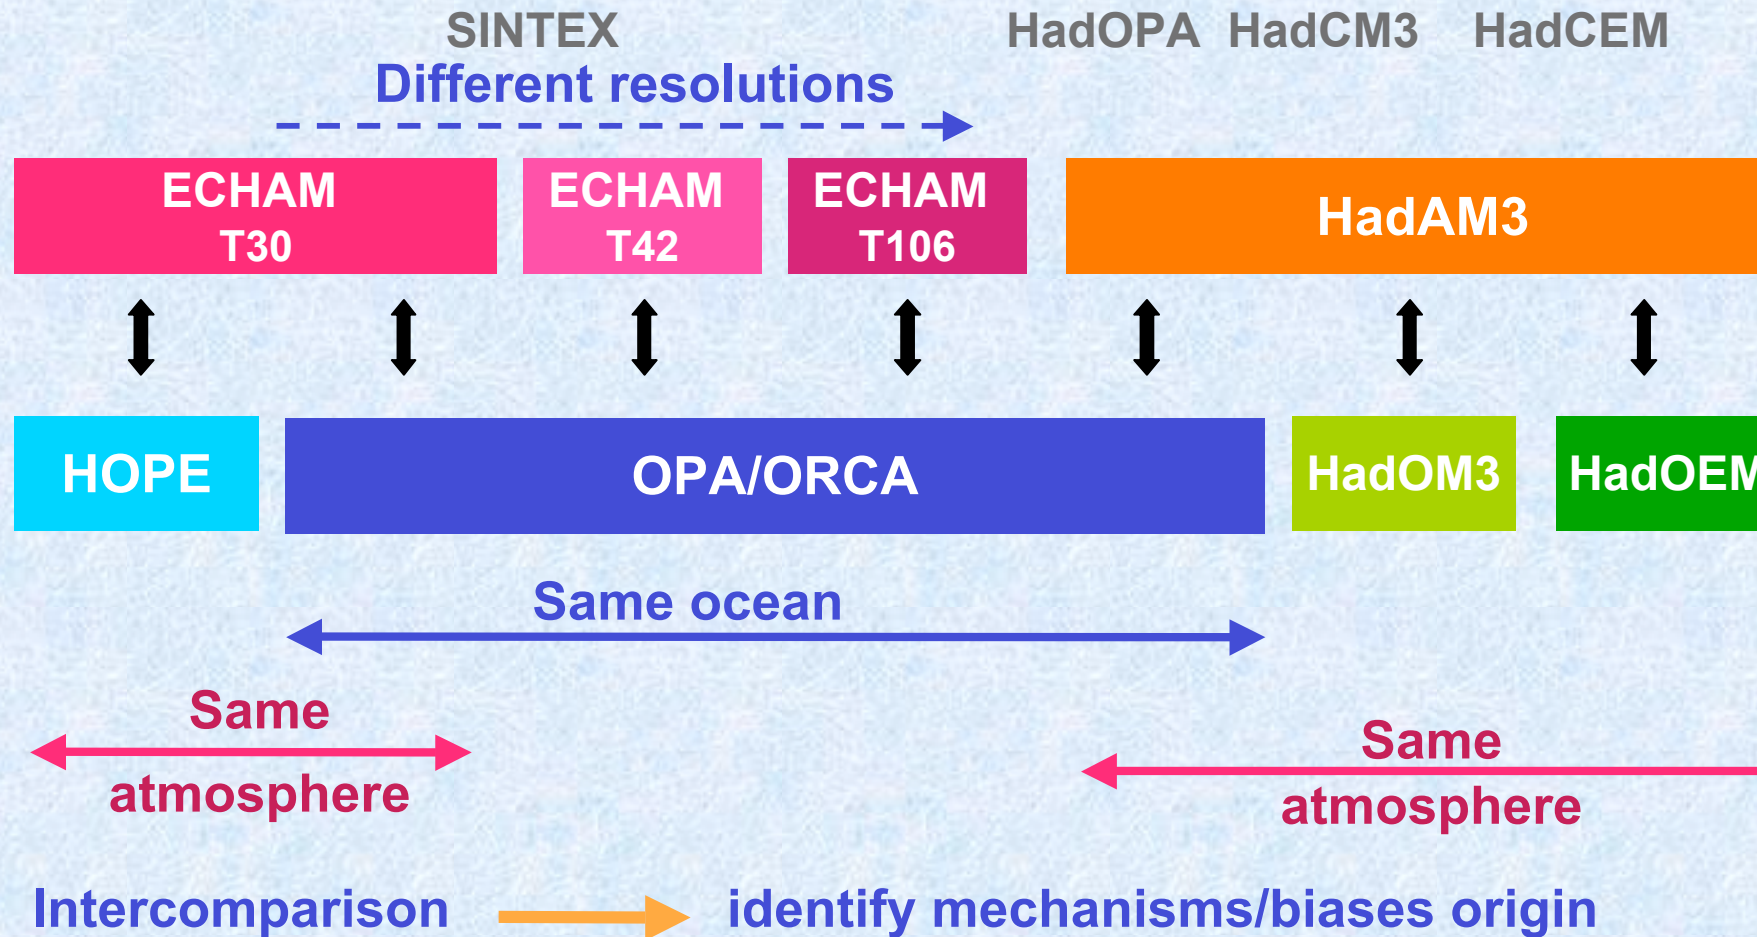 SINTEX HadOPA HadCM3 HadCEM
Different resolutions
ECHAM ECHAM ECHAM HadAM3
T30 T42 T106
HOPE OPA/ORCA HadOM3 HadOEM
Same ocean
Same
atmosphere
Same
atmosphere
Intercomparison identify mechanisms/biases origin